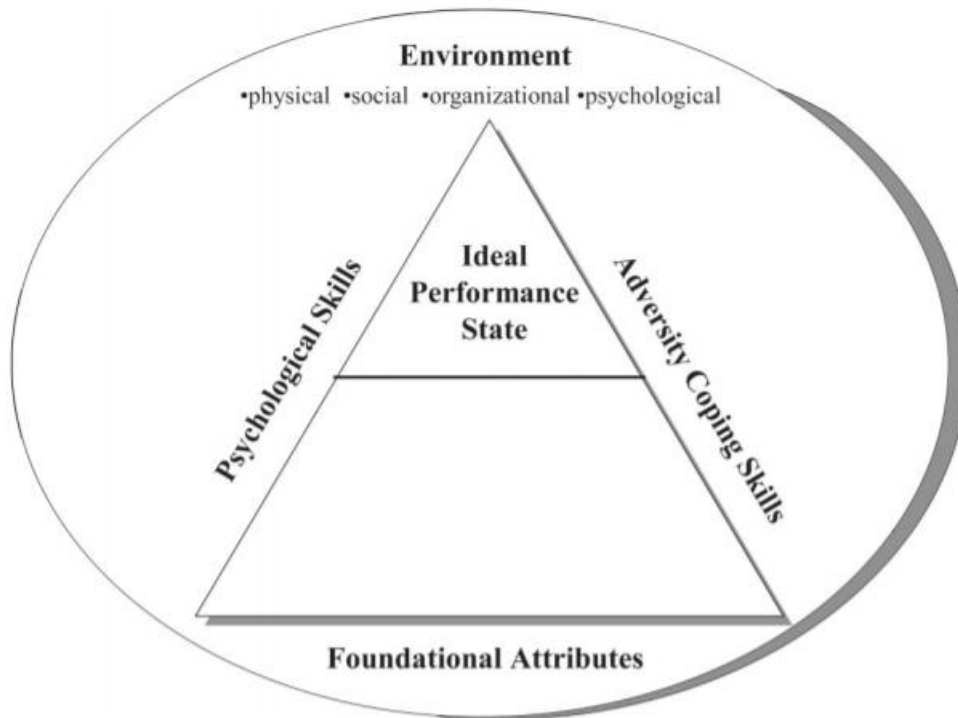 Environment
•physical •social •organizational •psychological
Ideal
Performance
State
Psychological Skills
Adversity Coping Skills
Foundational Attributes